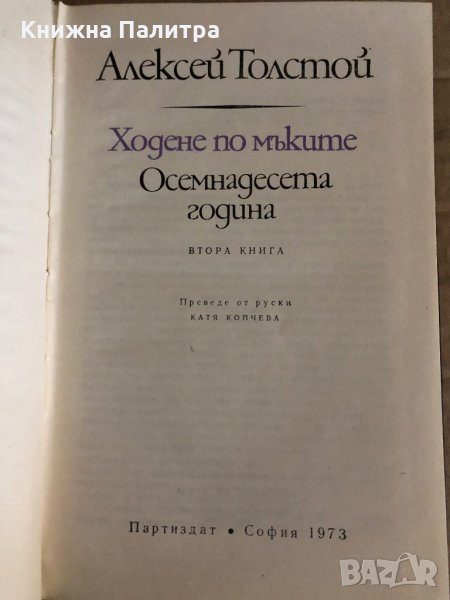 Книжна Палитра
Алексей Толстой
Ходене по мъките
Осемнадесета
година
ВТОРА КНИГА
Преведе от руски
КАТЯ КОПЧЕВА
Партиздат • София 1973
BAZAR